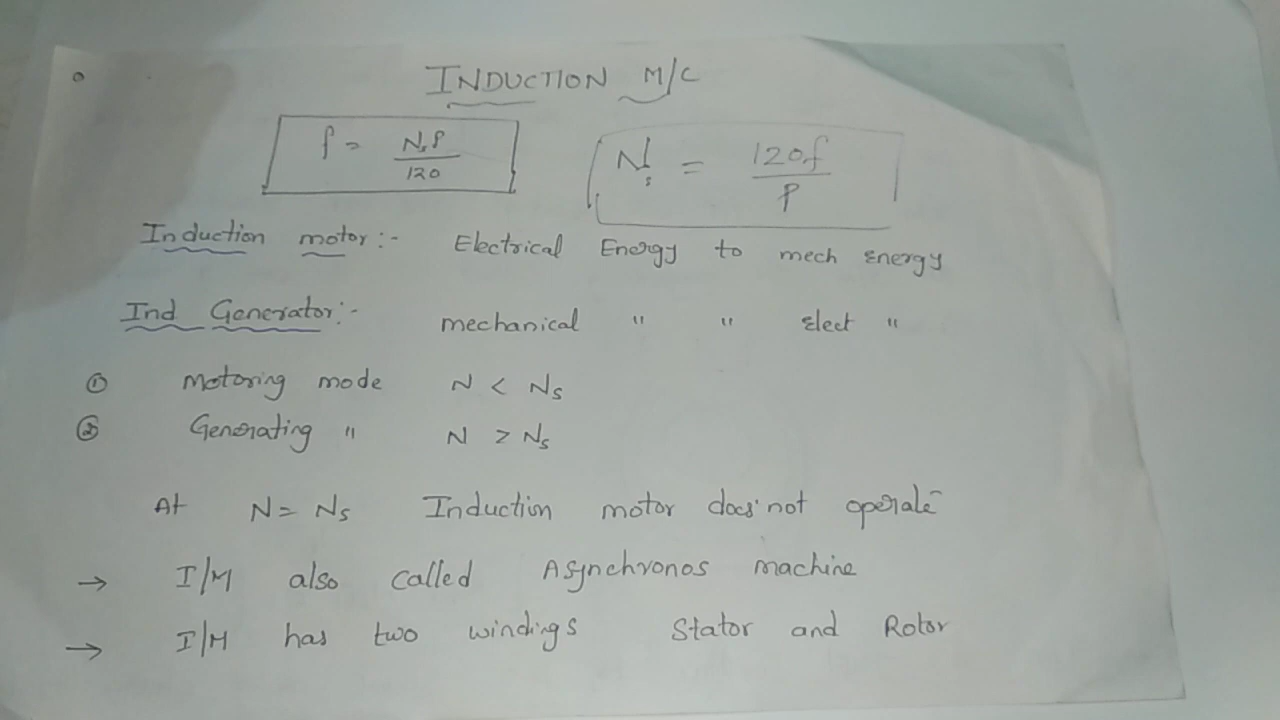 INDUCTION M/C
f = NsP/120
Ns = 120f/P
Induction motor :- Electrical Energy to mech Energy
Ind Generator :- mechanical " " Elect "
① Motoring mode N < Ns
② Generating " N > Ns
At N = Ns Induction motor does'not operate
→ I/M also called Asynchronos machine
→ I/M has two windings Stator and Rotor